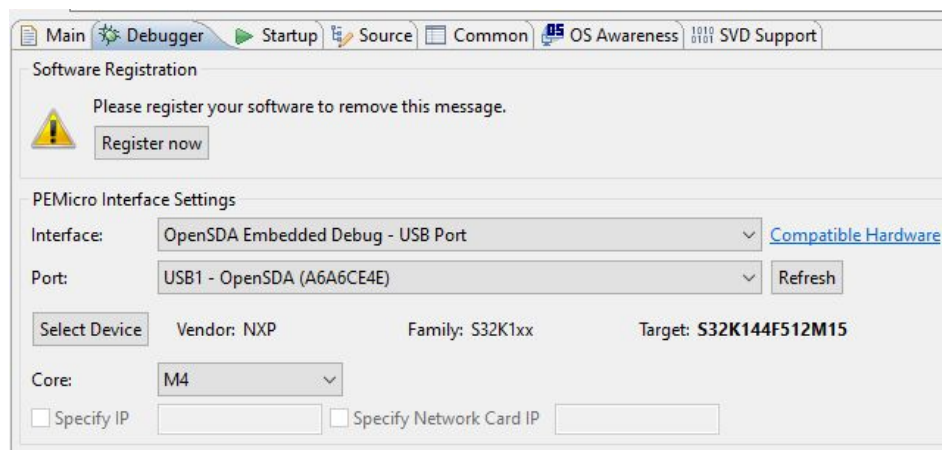 Main Debugger Startup Source Common OS Awareness SVD Support
Software Registration
Please register your software to remove this message.
Register now
PEMicro Interface Settings
Interface: OpenSDA Embedded Debug - USB Port Compatible Hardware
Port: USB1 - OpenSDA (A6A6CE4E) Refresh
Select Device Vendor: NXP Family: S32K1xx Target: S32K144F512M15
Core: M4
Specify IP Specify Network Card IP